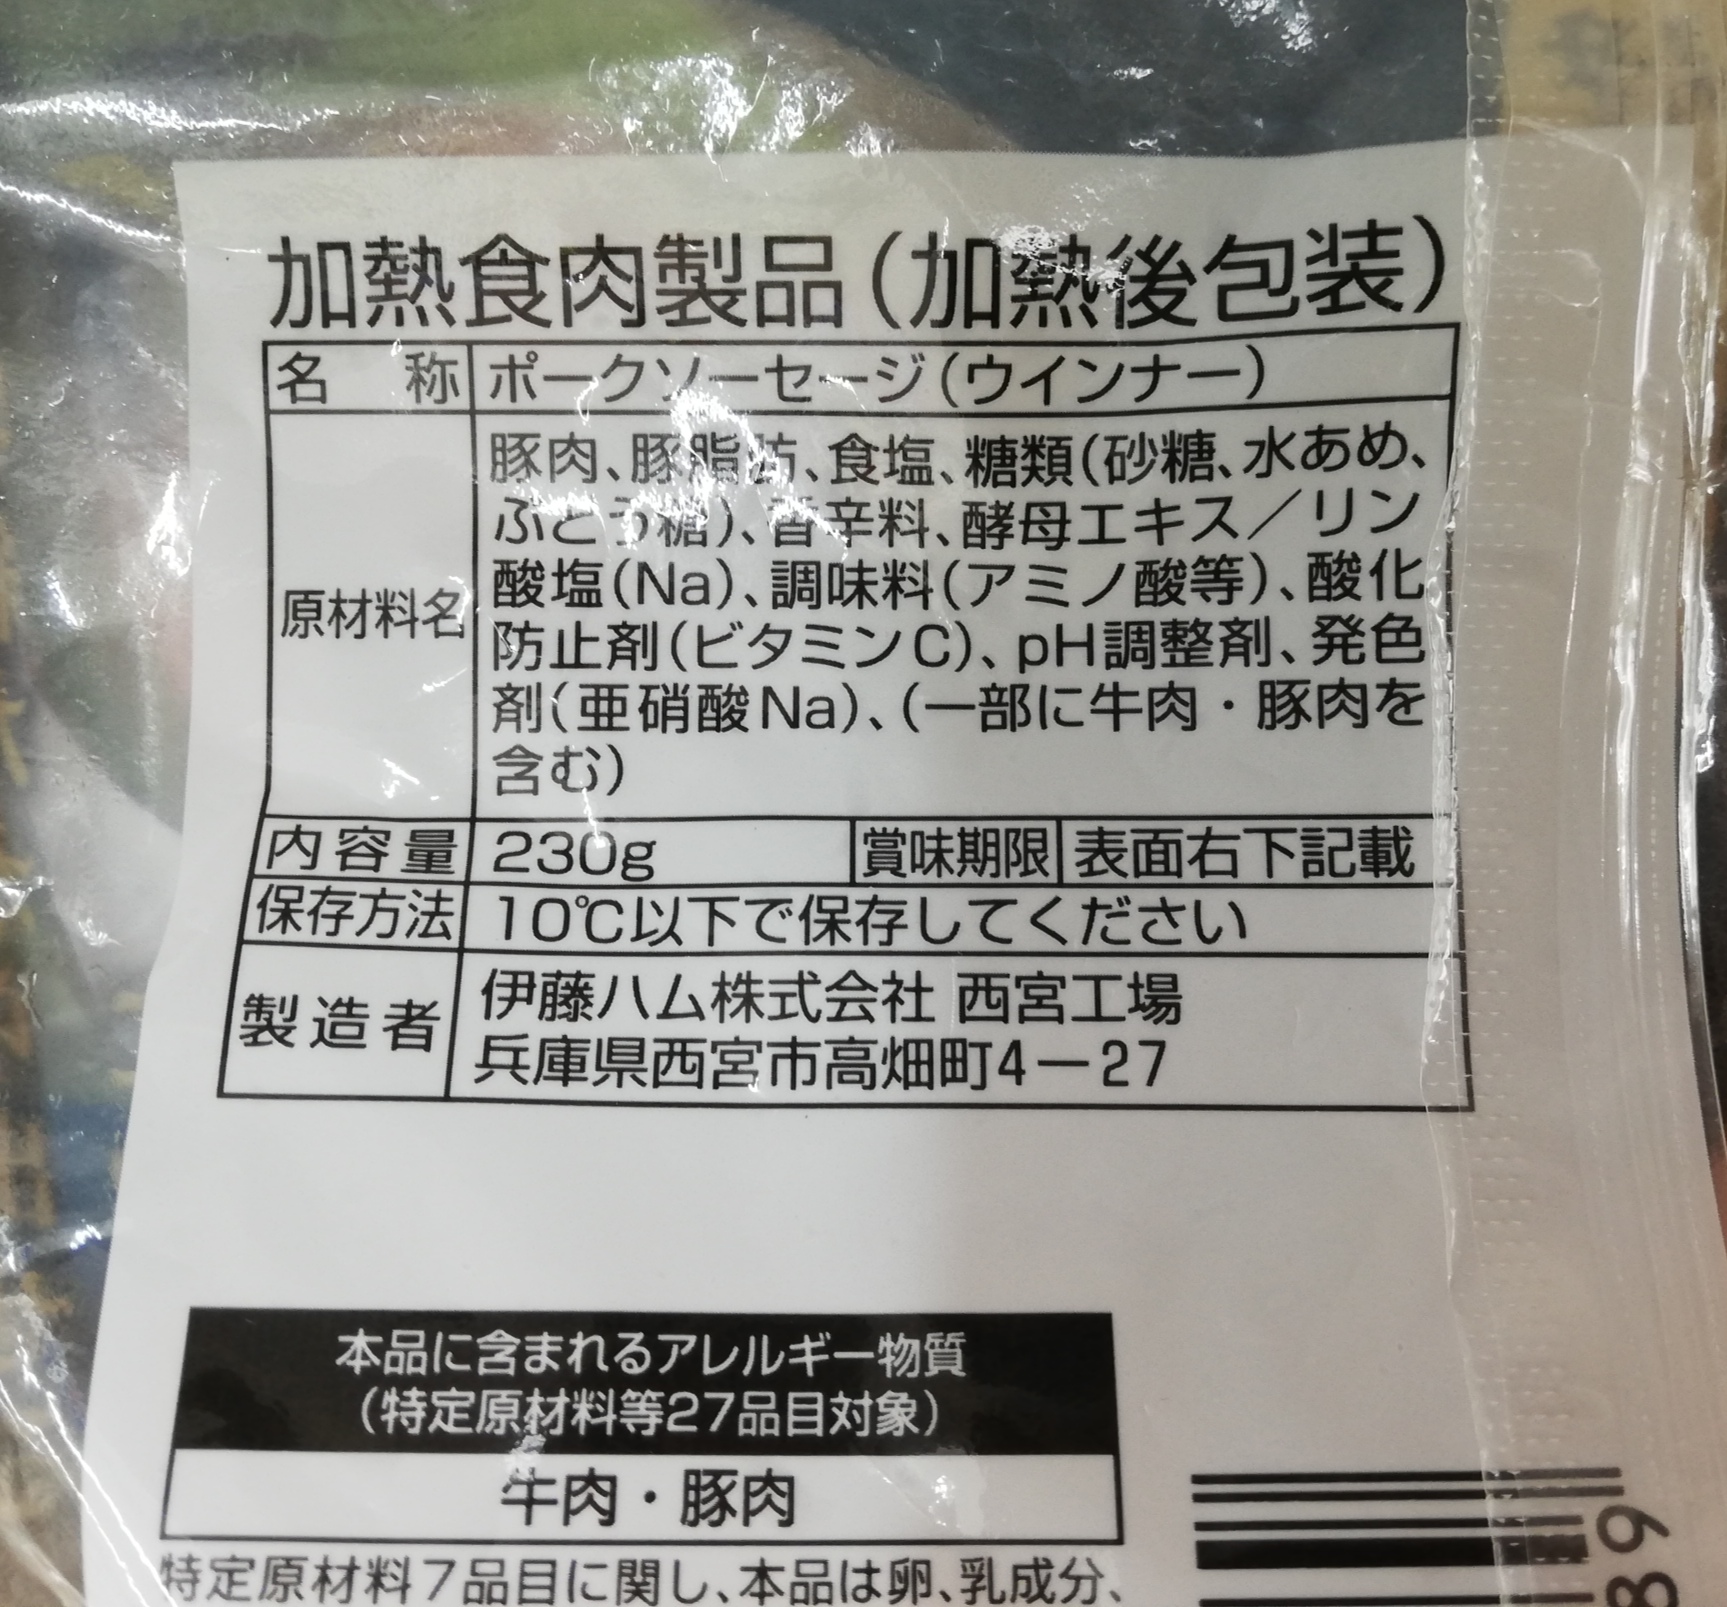 加熱食肉製品（加熱後包装）
名 称 ポークソーセージ（ウインナー）
原材料名
豚肉、豚脂肪、食塩、糖類（砂糖、水あめ、
ぶどう糖）、香辛料、酵母エキス／リン
酸塩（Na）、調味料（アミノ酸等）、酸化
防止剤（ビタミンC）、pH調整剤、発色
剤（亜硝酸Na）、（一部に牛肉・豚肉を
含む）
内容量 230g 賞味期限 表面右下記載
保存方法 10℃以下で保存してください
製造者
伊藤ハム株式会社 西宮工場
兵庫県西宮市高畑町4－27
本品に含まれるアレルギー物質
（特定原材料等27品目対象）
牛肉・豚肉
特定原材料7品目に関し、本品は卵、乳成分、